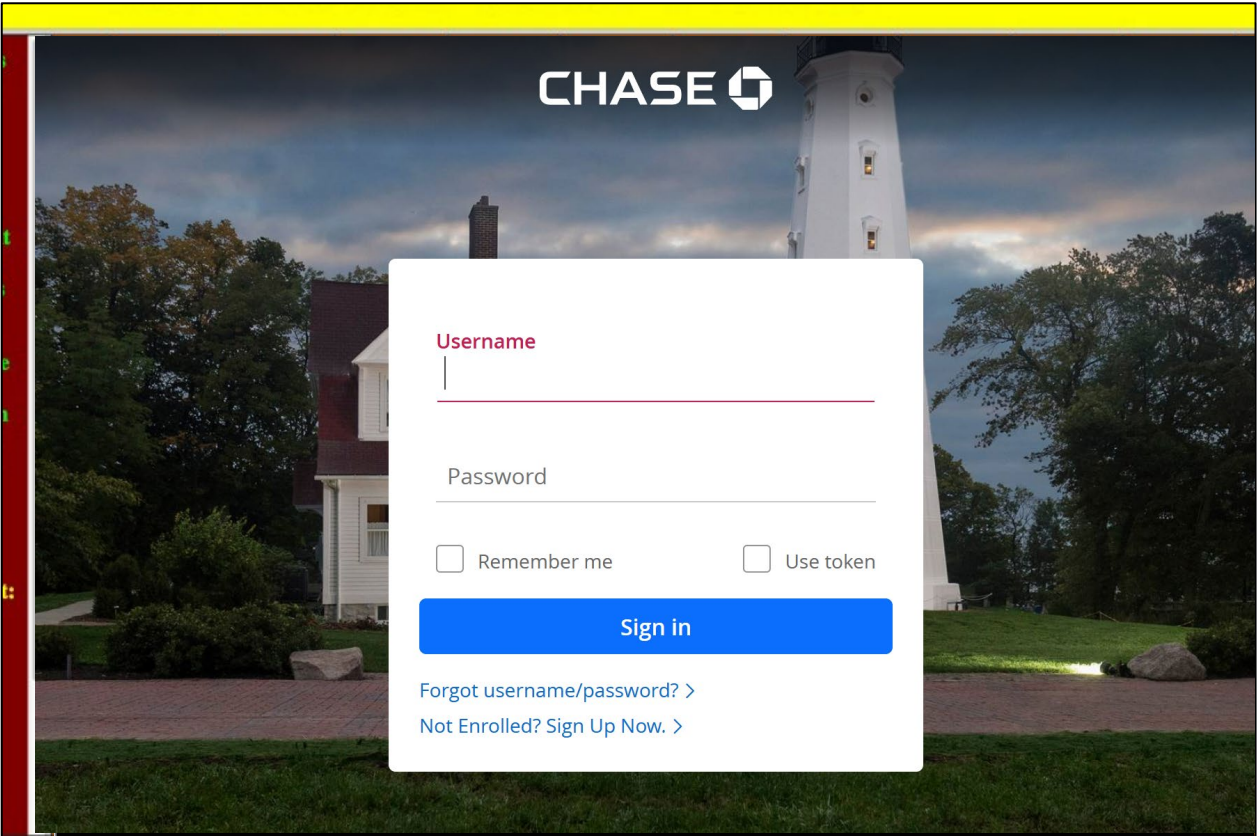 CHASE
Username
Password
Remember me Use token
Sign in
Forgot username/password? >
Not Enrolled? Sign Up Now. >